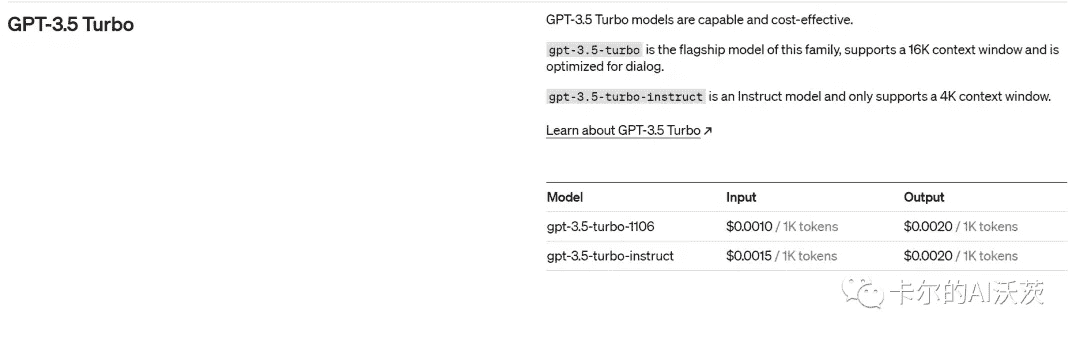 GPT-3.5 Turbo
GPT-3.5 Turbo models are capable and cost-effective.
gpt-3.5-turbo is the flagship model of this family, supports a 16K context window and is
optimized for dialog.
gpt-3.5-turbo-instruct is an Instruct model and only supports a 4K context window.
Learn about GPT-3.5 Turbo ↗
Model Input Output
gpt-3.5-turbo-1106 $0.0010 / 1K tokens $0.0020 / 1K tokens
gpt-3.5-turbo-instruct $0.0015 / 1K tokens $0.0020 / 1K tokens
卡尔的AI沃茨